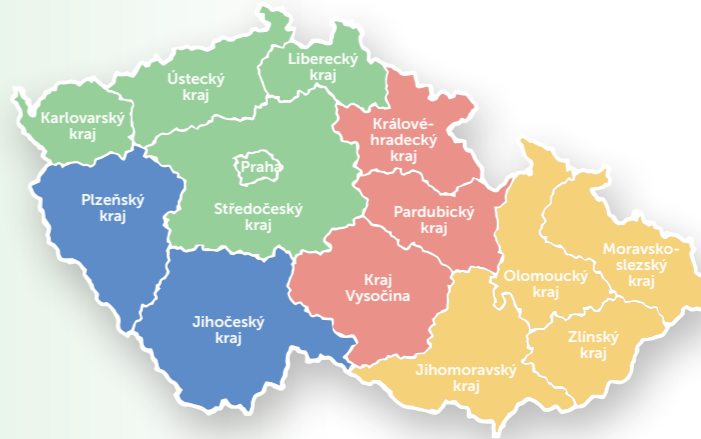 Liberecký
kraj
Ústecký
kraj
Karlovarský
kraj
Králové-
hradecký
kraj
Praha
Plzeňský
kraj
Středočeský
kraj
Pardubický
kraj
Moravsko-
slezský
kraj
Olomoucký
kraj
Kraj
Vysočina
Jihočeský
kraj
Zlínský
kraj
Jihomoravský
kraj